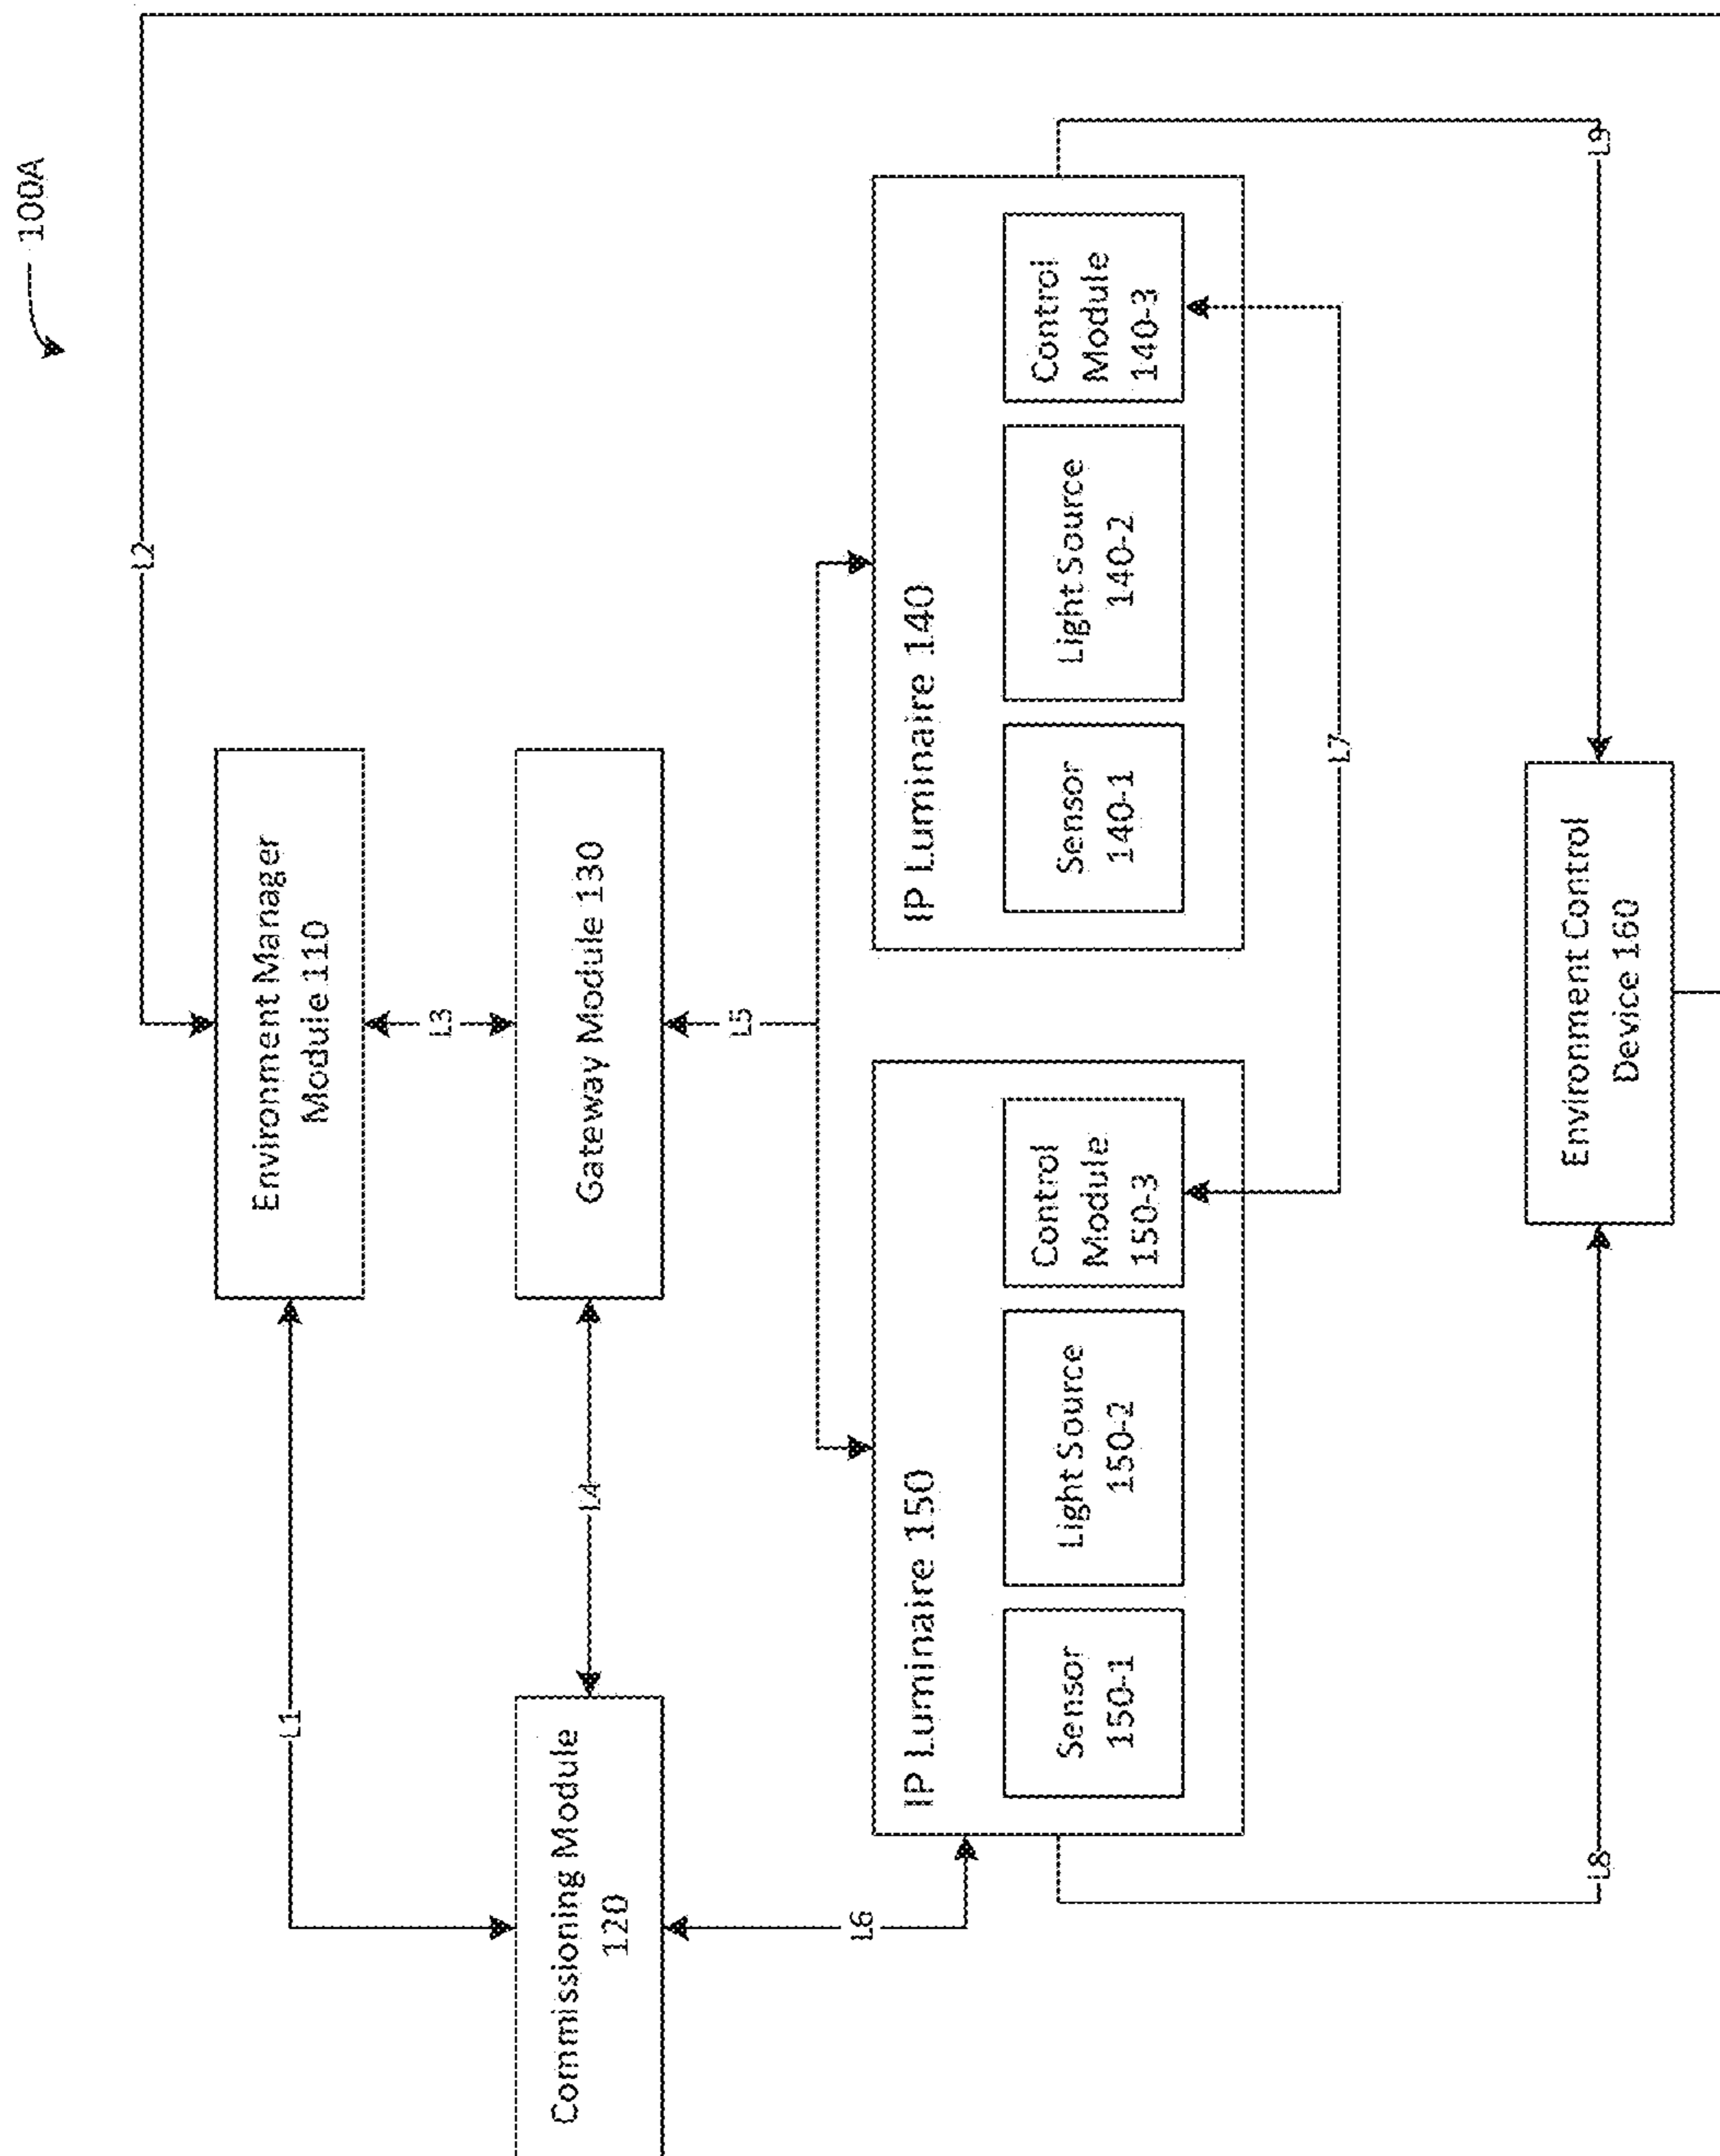 100A
L2
Environment Manager
Module 110
L1
L3
Commissioning Module
120
L4
Gateway Module 130
L5
L6
IP Luminaire 150
Sensor
150-1
Light Source
150-2
Control
Module
150-3
IP Luminaire 140
Sensor
140-1
Light Source
140-2
Control
Module
140-3
L7
L8
L9
Environment Control
Device 160